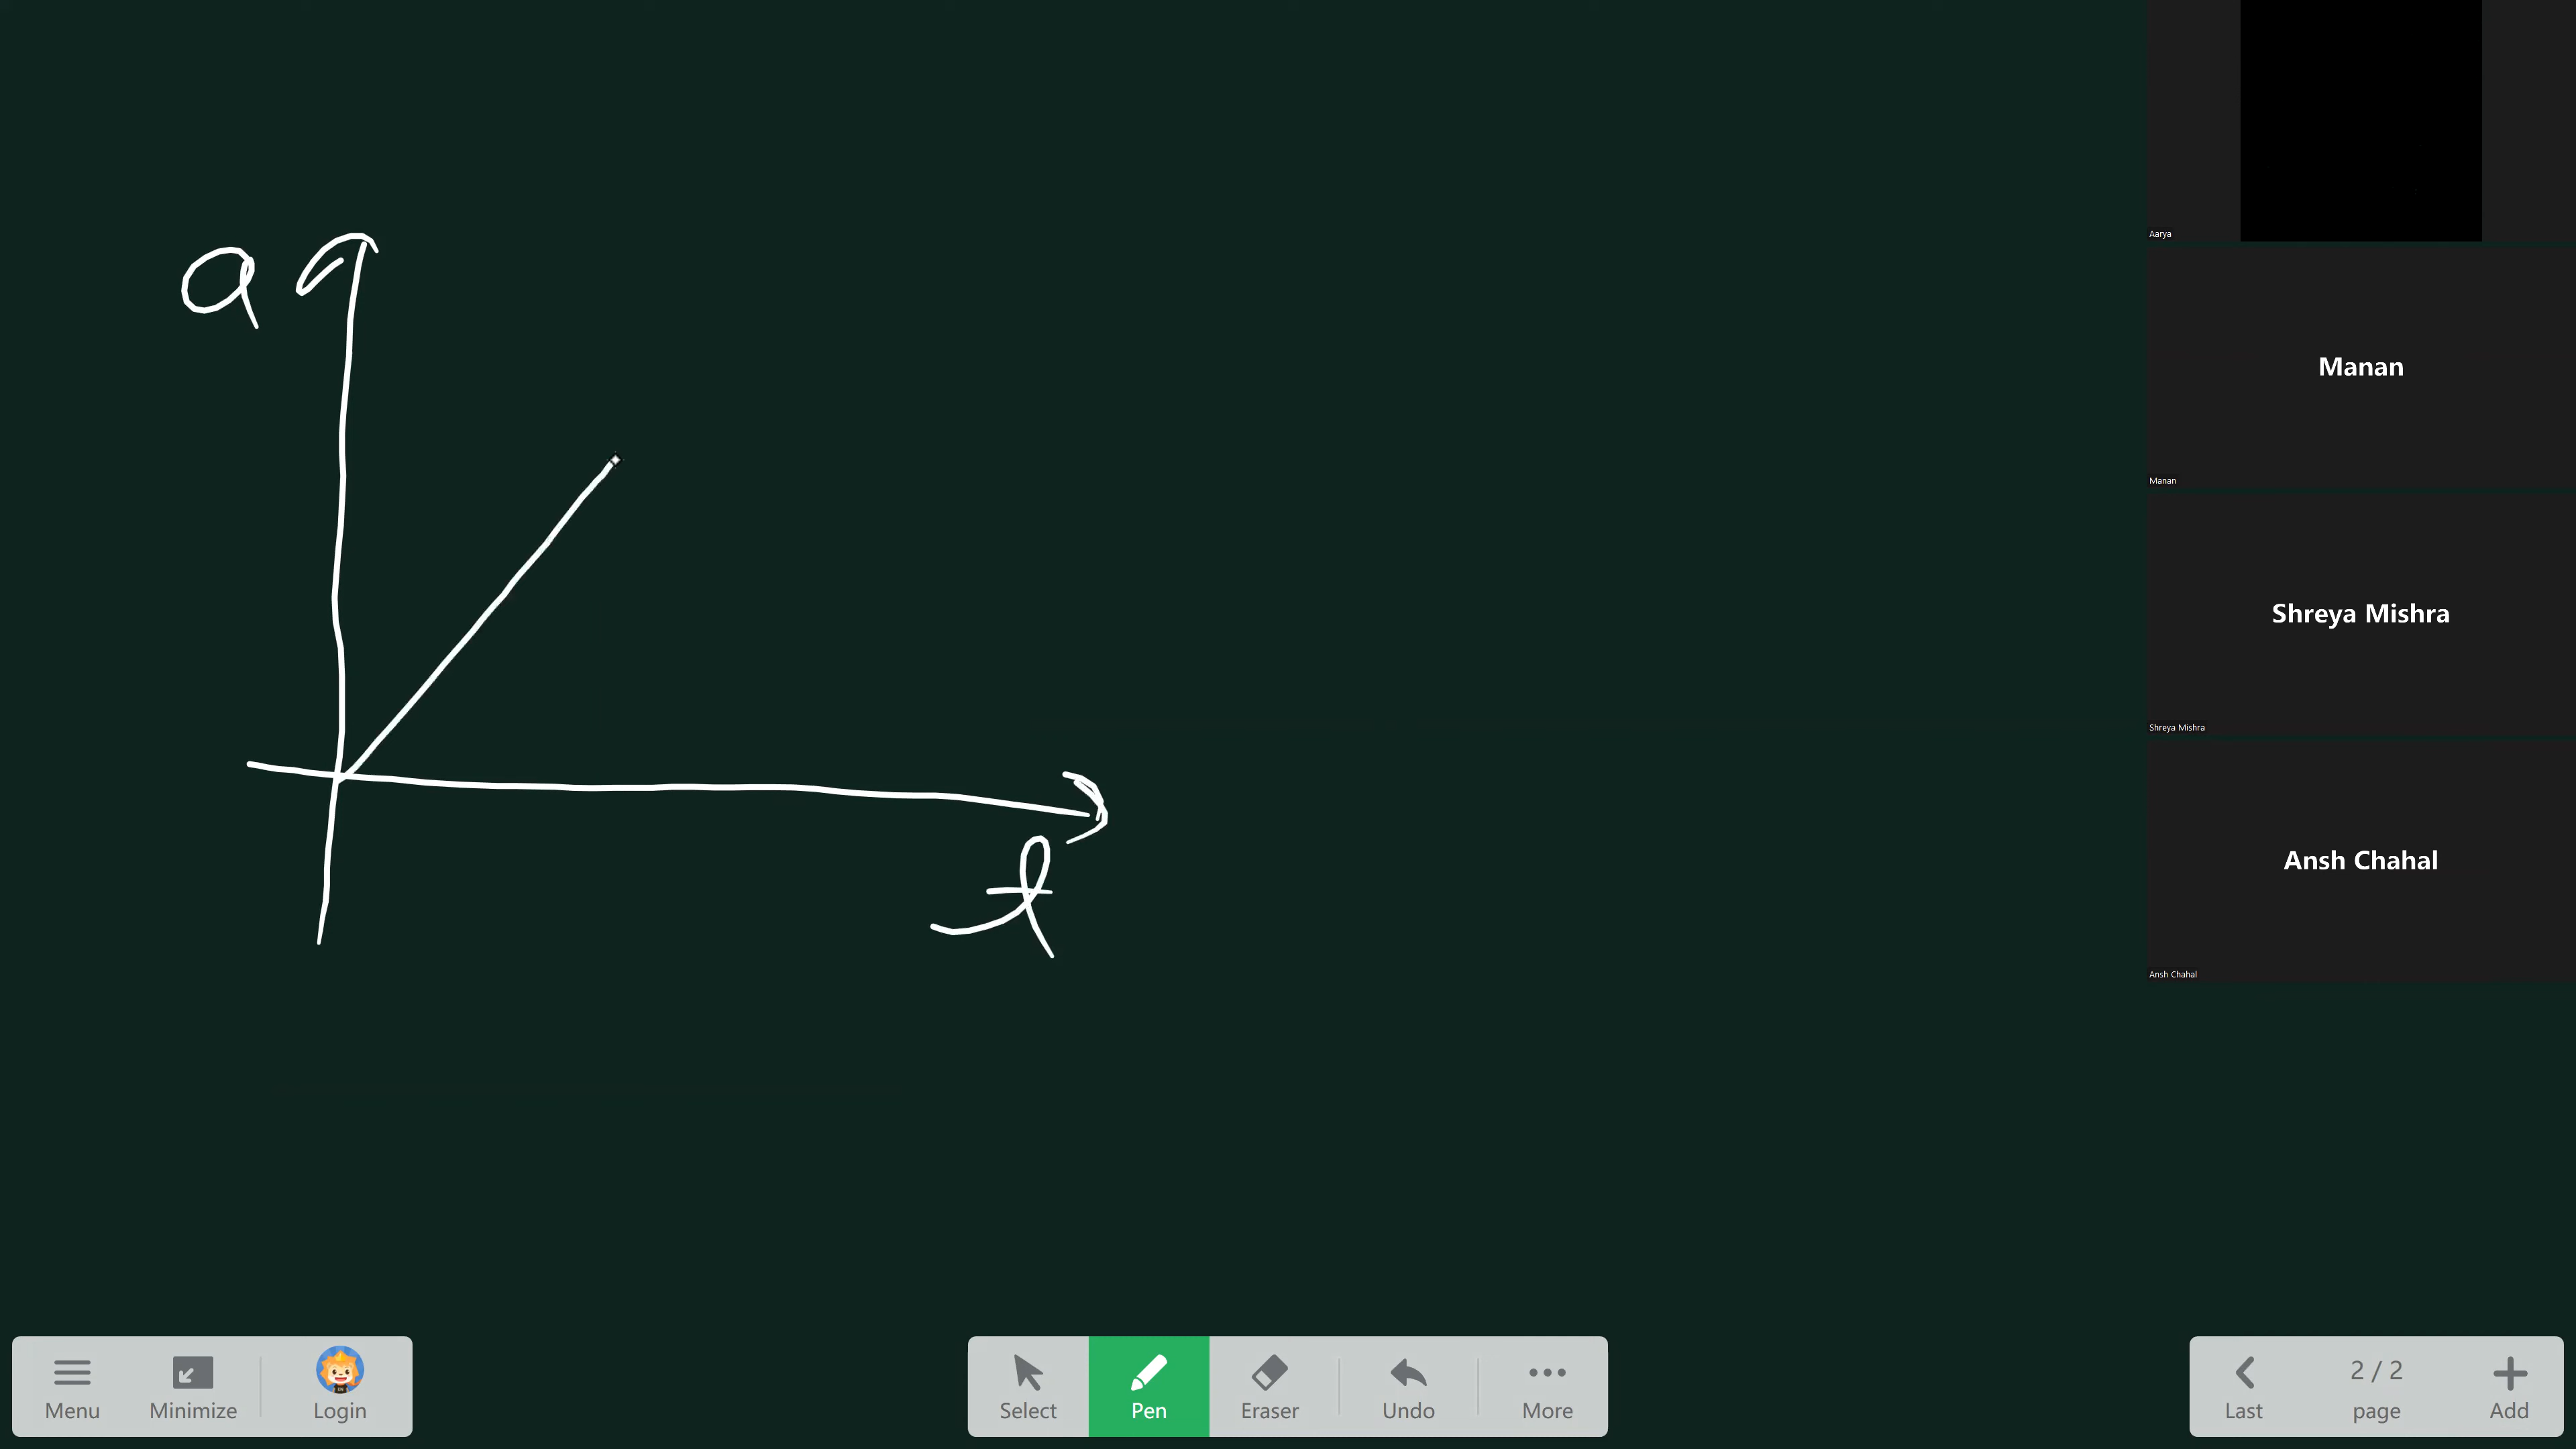 a
t
Aarya
Manan
Manan
Shreya Mishra
Shreya Mishra
Ansh Chahal
Ansh Chahal
Menu
Minimize
Login
Select
Pen
Eraser
Undo
More
Last
2 / 2
page
Add